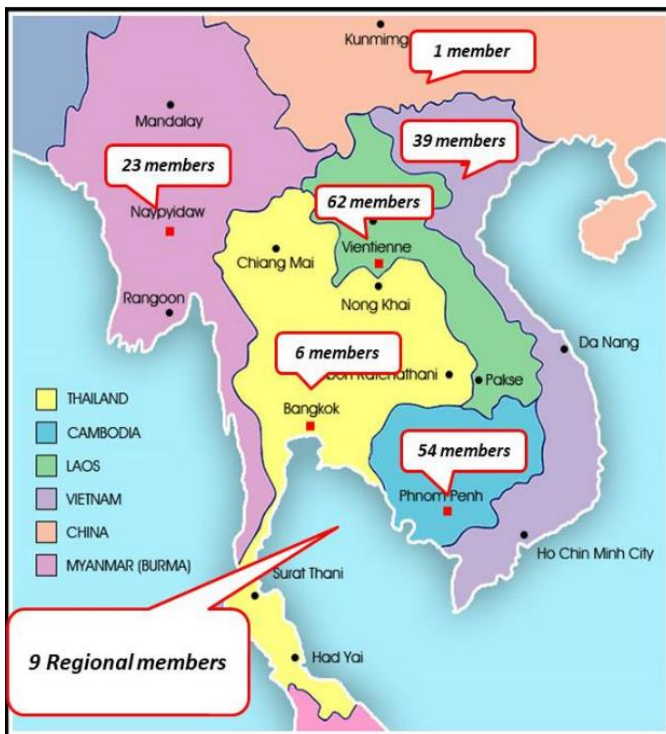 Kunmimg
1 member
Mandalay
39 members
23 members
62 members
Naypyidaw
Vientienne
Chiang Mai
Nong Khai
Rangoon
Da Nang
6 members
Ratchathani
Pakse
THAILAND
Bangkok
CAMBODIA
54 members
LAOS
VIETNAM
Phnom Penh
CHINA
Ho Chin Minh City
MYANMAR (BURMA)
Surat Thani
9 Regional members
Had Yai